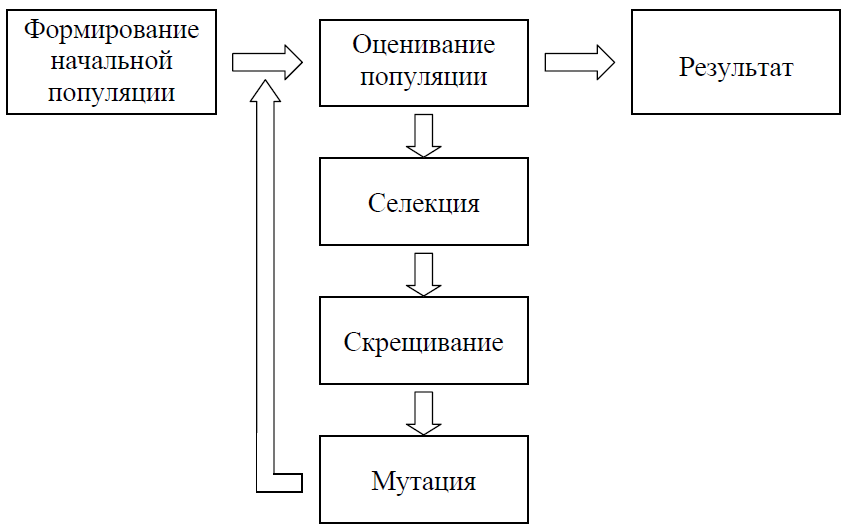 Формирование
начальной
популяции
Оценивание
популяции
Результат
Селекция
Скрещивание
Мутация